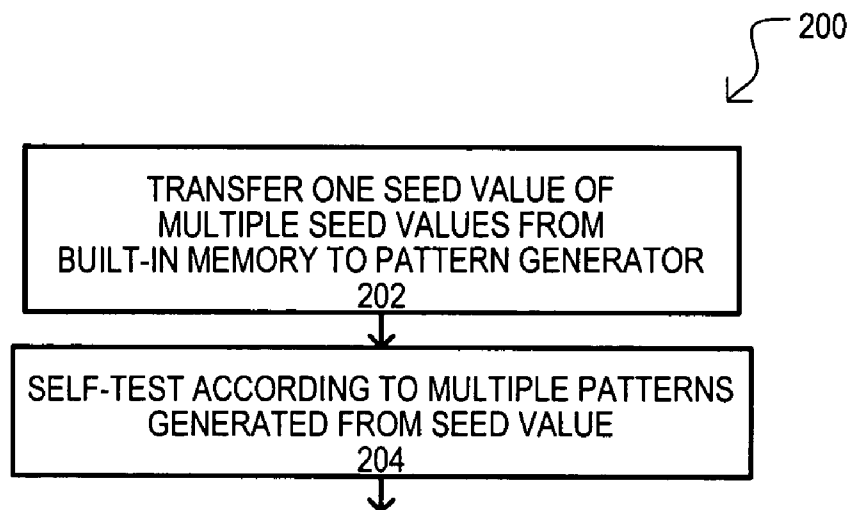 200
TRANSFER ONE SEED VALUE OF
MULTIPLE SEED VALUES FROM
BUILT-IN MEMORY TO PATTERN GENERATOR
202
SELF-TEST ACCORDING TO MULTIPLE PATTERNS
GENERATED FROM SEED VALUE
204